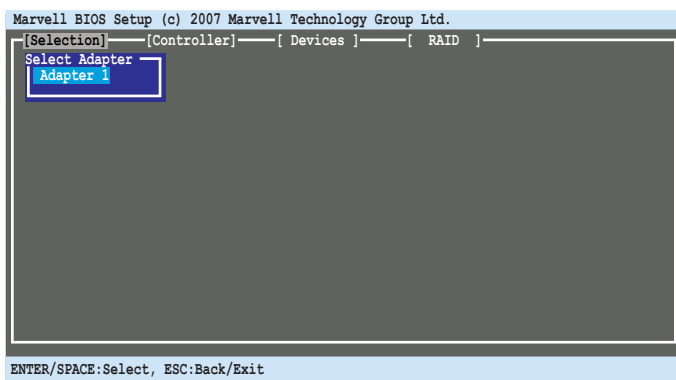 Marvell BIOS Setup (c) 2007 Marvell Technology Group Ltd.
[Selection] [Controller] [ Devices ] [ RAID ]
Select Adapter
Adapter 1
ENTER/SPACE:Select, ESC:Back/Exit